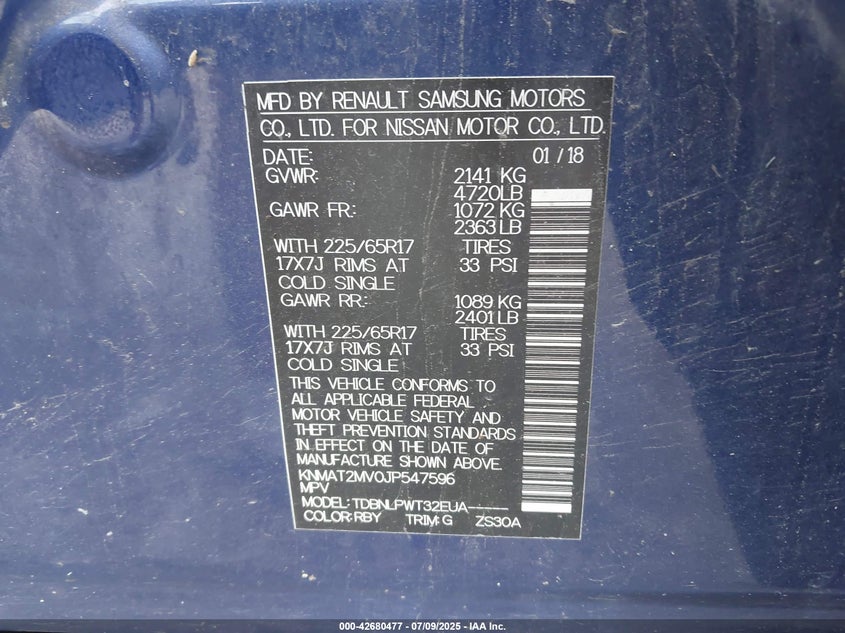 MFD BY RENAULT SAMSUNG MOTORS
CO., LTD. FOR NISSAN MOTOR CO., LTD.
DATE: 01 / 18
GVWR: 2141 KG
4720LB
GAWR FR: 1072 KG
2363 LB
WITH 225/65R17 TIRES
17X7J RIMS AT 33 PSI
COLD SINGLE
GAWR RR: 1089 KG
2401 LB
WITH 225/65R17 TIRES
17X7J RIMS AT 33 PSI
COLD SINGLE
THIS VEHICLE CONFORMS TO
ALL APPLICABLE FEDERAL
MOTOR VEHICLE SAFETY AND
THEFT PREVENTION STANDARDS
IN EFFECT ON THE DATE OF
MANUFACTURE SHOWN ABOVE.
KNMAT2MV0JP547596
MPV
MODEL: TDBNLPWT32EUA-----
COLOR: RBY TRIM: G ZS30A
000-42680477 - 07/09/2025 - IAA Inc.